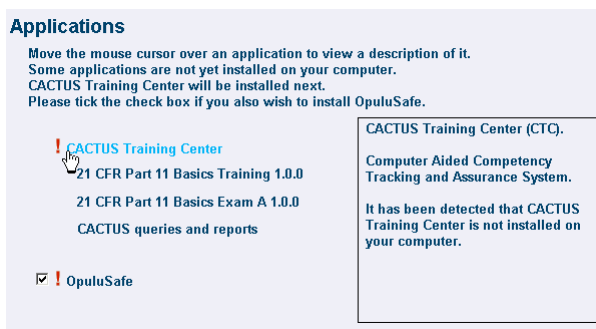 Applications
Move the mouse cursor over an application to view a description of it.
Some applications are not yet installed on your computer.
CACTUS Training Center will be installed next.
Please tick the check box if you also wish to install OpuluSafe.
! CACTUS Training Center
21 CFR Part 11 Basics Training 1.0.0
21 CFR Part 11 Basics Exam A 1.0.0
CACTUS queries and reports
! OpuluSafe
CACTUS Training Center (CTC).
Computer Aided Competency
Tracking and Assurance System.
It has been detected that CACTUS
Training Center is not installed on
your computer.